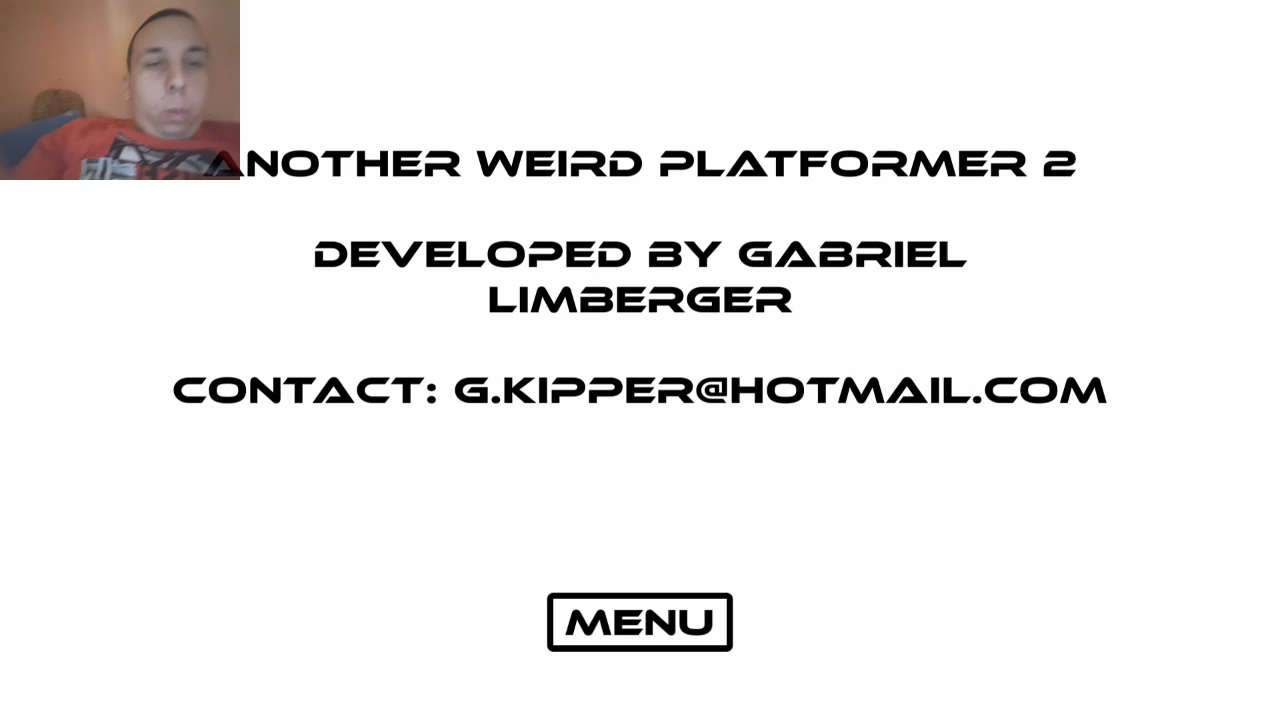 ANOTHER WEIRD PLATFORMER 2
DEVELOPED BY GABRIEL
LIMBERGER
CONTACT: G.KIPPER@HOTMAIL.COM
MENU